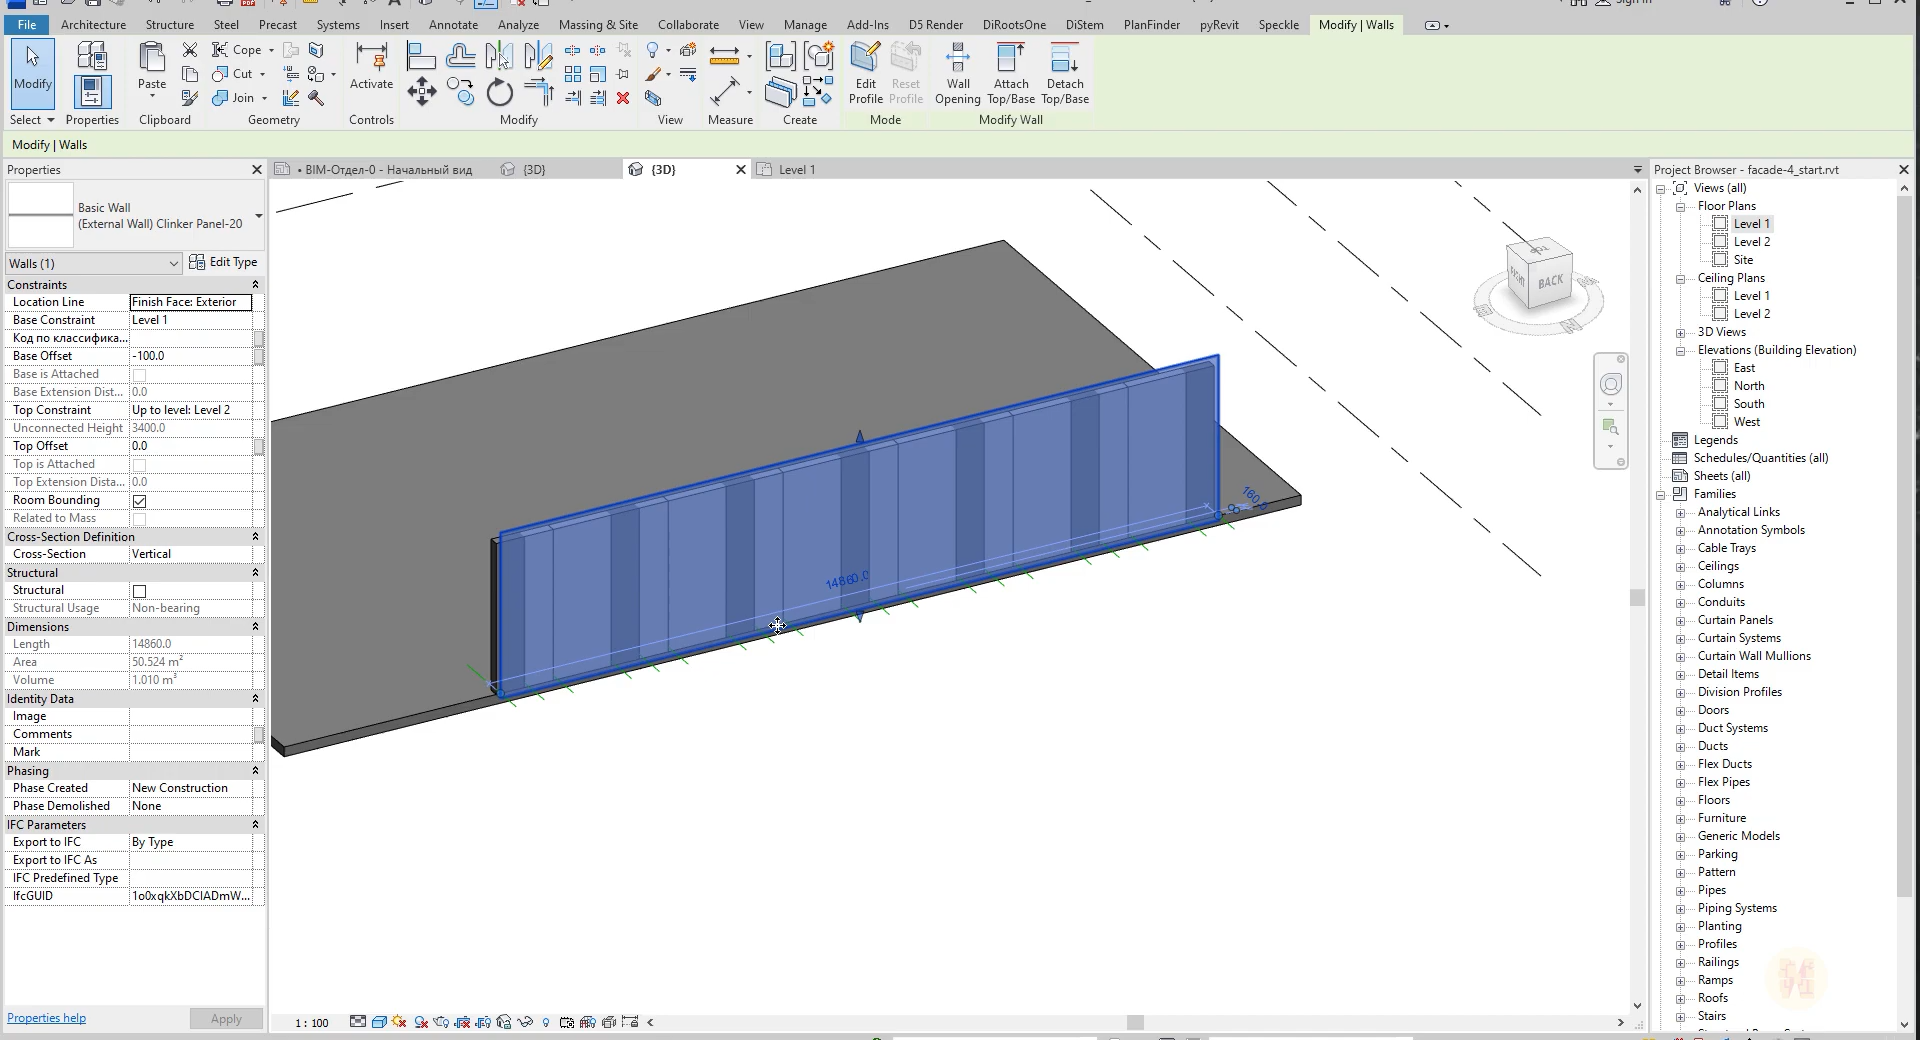 Sign in
File
Architecture
Structure
Steel
Precast
Systems
Insert
Annotate
Analyze
Massing & Site
Collaborate
View
Manage
Add-Ins
D5 Render
DiRootsOne
DiStem
PlanFinder
pyRevit
Speckle
Modify | Walls
Modify
Paste
Cope
Cut
Join
Activate
Edit
Profile
Reset
Profile
Wall
Opening
Attach
Top/Base
Detach
Top/Base
Select
Properties
Clipboard
Geometry
Controls
Modify
View
Measure
Create
Mode
Modify Wall
Modify | Walls
Properties
• BIM-Отдел-0 - Начальный вид
{3D}
{3D}
Level 1
Basic Wall
(External Wall) Clinker Panel-20
Walls (1)
Edit Type
Constraints
Location Line Finish Face: Exterior
Base Constraint Level 1
Код по классифика...
Base Offset -100.0
Base is Attached
Base Extension Dist... 0.0
Top Constraint Up to level: Level 2
Unconnected Height 3400.0
Top Offset 0.0
Top is Attached
Top Extension Dista... 0.0
Room Bounding
Related to Mass
Cross-Section Definition
Cross-Section Vertical
Structural
Structural
Structural Usage Non-bearing
Dimensions
Length 14860.0
Area 50.524 m²
Volume 1.010 m³
Identity Data
Image
Comments
Mark
Phasing
Phase Created New Construction
Phase Demolished None
IFC Parameters
Export to IFC By Type
Export to IFC As
IFC Predefined Type
IfcGUID 1o0xqkXbDClADmW...
Properties help
Apply
TOP
RIGHT
BACK
N
160.0
14860.0
1 : 100
Project Browser - facade-4_start.rvt
Views (all)
Floor Plans
Level 1
Level 2
Site
Ceiling Plans
Level 1
Level 2
3D Views
Elevations (Building Elevation)
East
North
South
West
Legends
Schedules/Quantities (all)
Sheets (all)
Families
Analytical Links
Annotation Symbols
Cable Trays
Ceilings
Columns
Conduits
Curtain Panels
Curtain Systems
Curtain Wall Mullions
Detail Items
Division Profiles
Doors
Duct Systems
Ducts
Flex Ducts
Flex Pipes
Floors
Furniture
Generic Models
Parking
Pattern
Pipes
Piping Systems
Planting
Profiles
Railings
Ramps
Roofs
Stairs